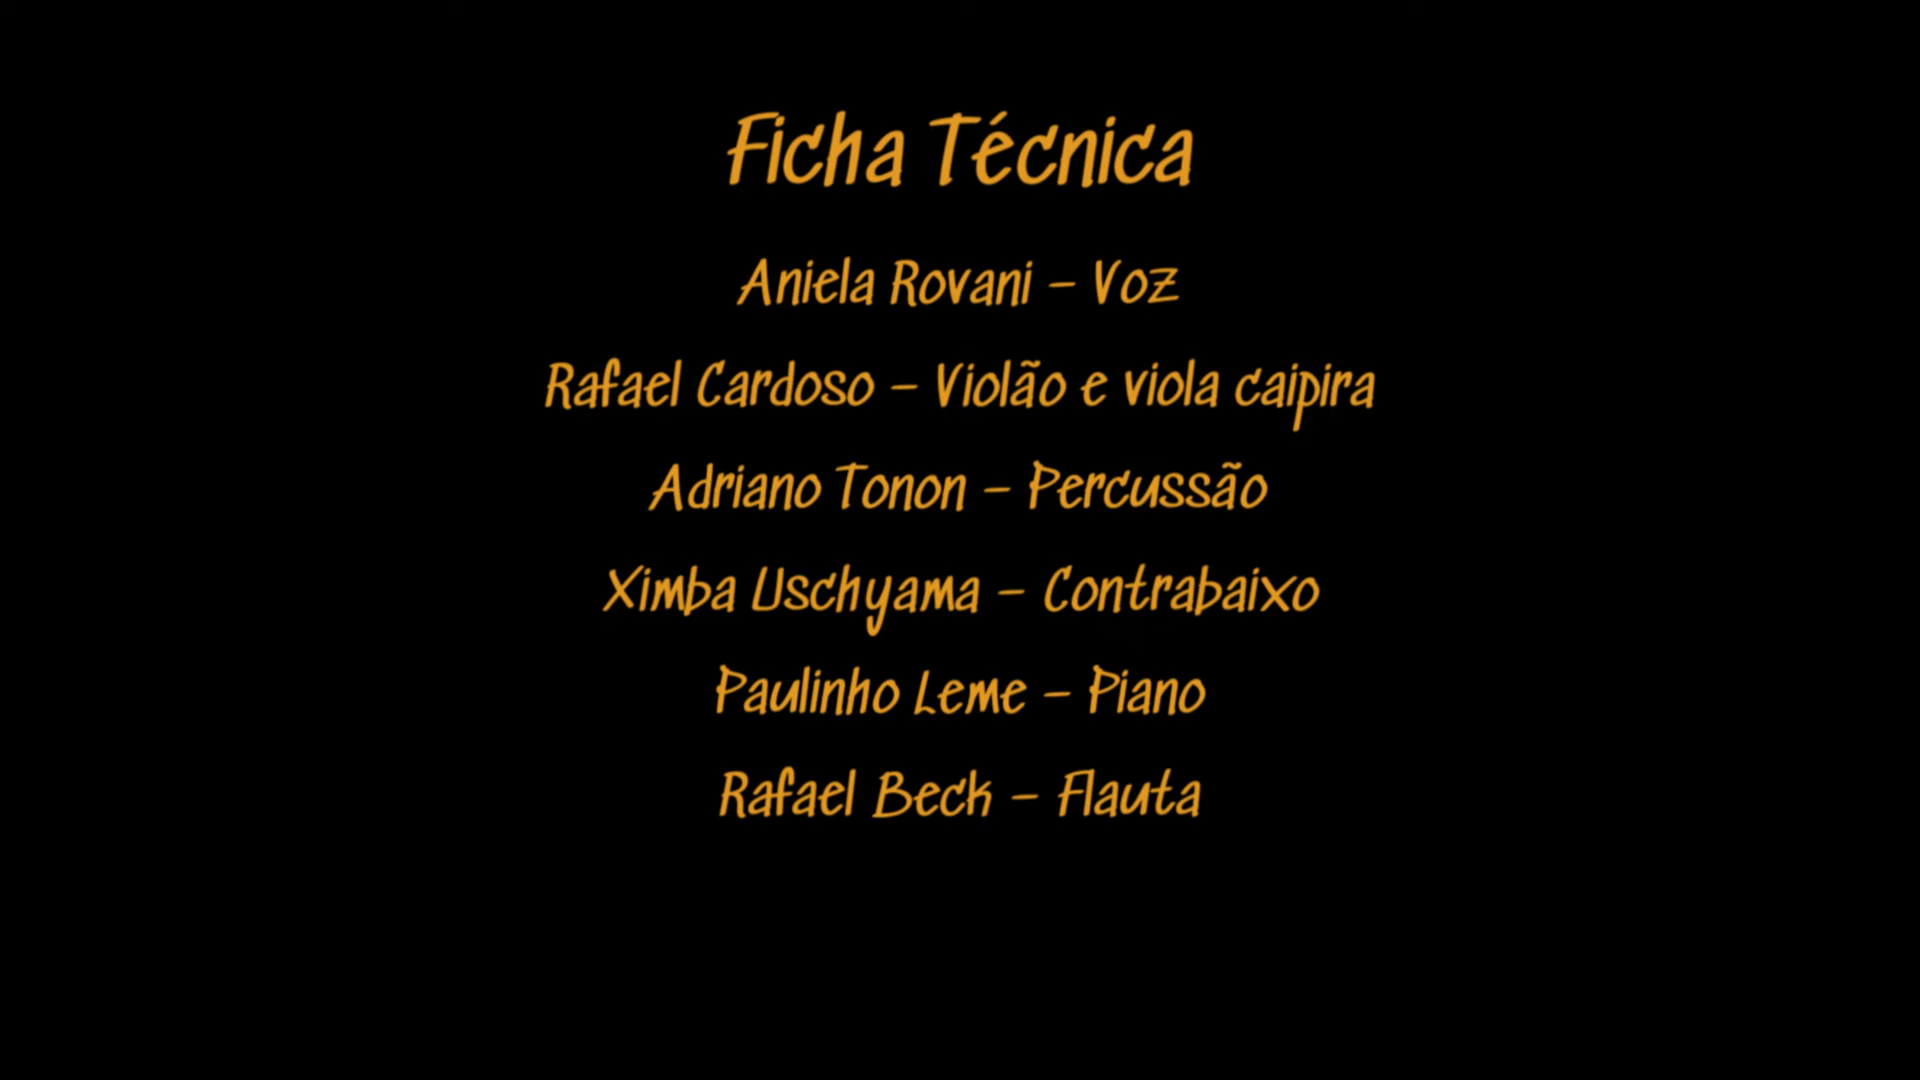 Ficha Técnica
Aniela Rovani - Voz
Rafael Cardoso - Violão e viola caipira
Adriano Tonon - Percussão
Ximba Uschyama - Contrabaixo
Paulinho Leme - Piano
Rafael Beck - Flauta